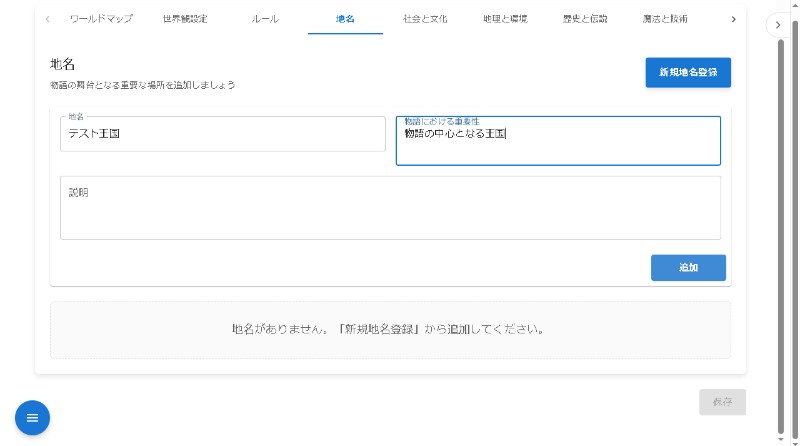 ワールドマップ 世界観設定 ルール 地名 社会と文化 地理と環境 歴史と伝説 魔法と技術
地名
新規地名登録
物語の舞台となる重要な場所を追加しましょう
地名
テスト王国
物語における重要性
物語の中心となる王国
説明
追加
地名がありません。「新規地名登録」から追加してください。
保存